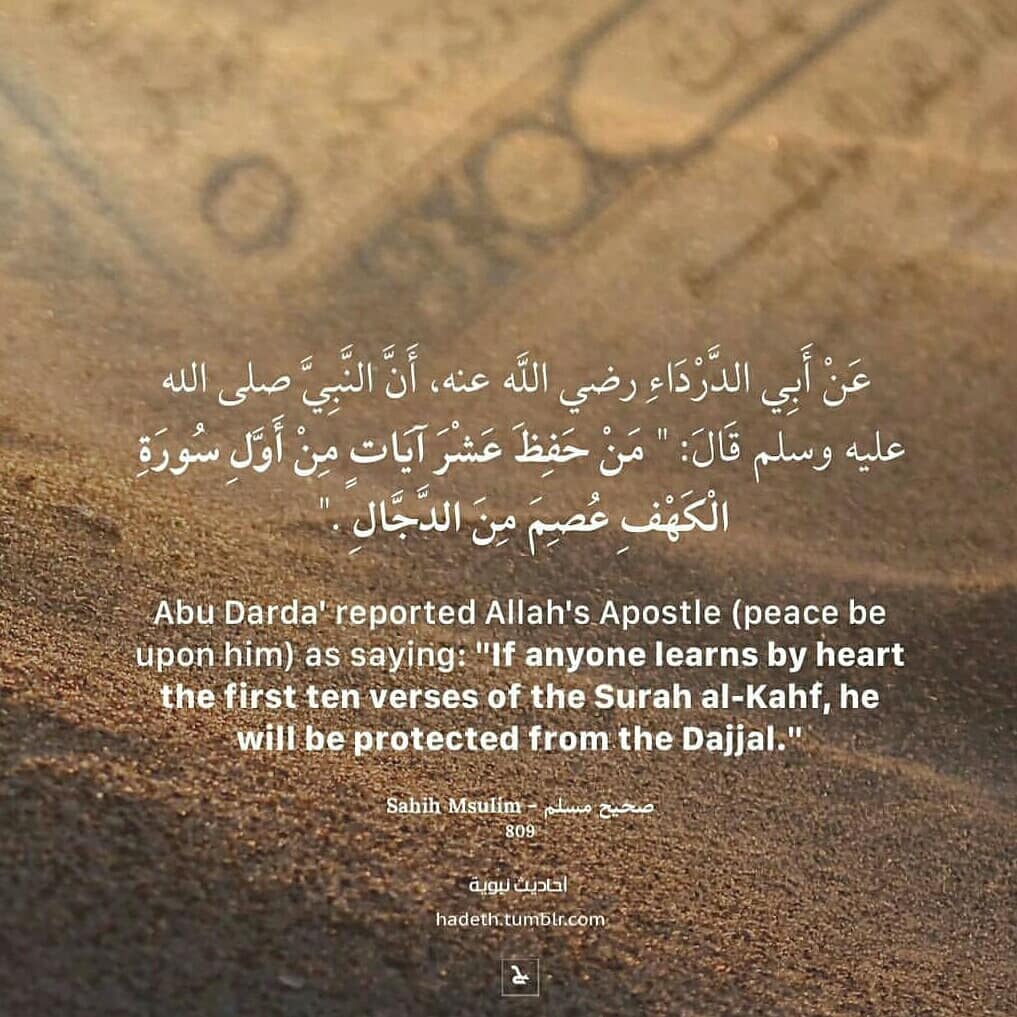 عَنْ أَبِي الدَّرْدَاءِ رضي اللَّه عنه، أَنَّ النَّبِيَّ صلى الله
عليه وسلم قَالَ: " مَنْ حَفِظَ عَشْرَ آيَاتٍ مِنْ أَوَّلِ سُورَةِ
الْكَهْفِ عُصِمَ مِنَ الدَّجَّالِ ."
Abu Darda' reported Allah's Apostle (peace be
upon him) as saying: "If anyone learns by heart
the first ten verses of the Surah al-Kahf, he
will be protected from the Dajjal."
Sahih Msulim - صحيح مسلم
809
أحاديث نبوية
hadeth.tumblr.com